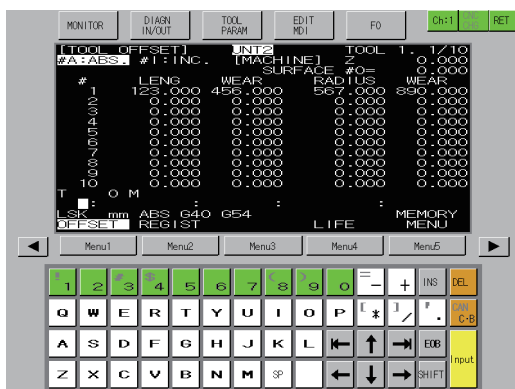 MONITOR DIAGN IN/OUT TOOL PARAM EDIT MDI F0 Ch:1 CNC CH1 RET
[TOOL OFFSET] UNT2 TOOL 1. 1/10
#A:ABS. #I:INC. [MACHINE] Z 0.000
SURFACE #0= 0.000
# LENG WEAR RADIUS WEAR
1 123.000 456.000 567.000 890.000
2 0.000 0.000 0.000 0.000
3 0.000 0.000 0.000 0.000
4 0.000 0.000 0.000 0.000
5 0.000 0.000 0.000 0.000
6 0.000 0.000 0.000 0.000
7 0.000 0.000 0.000 0.000
8 0.000 0.000 0.000 0.000
9 0.000 0.000 0.000 0.000
10 0.000 0.000 0.000 0.000
T O M
: : : :
LSK mm ABS G40 G54 MEMORY
OFFSET REGIST LIFE MENU
◀ Menu1 Menu2 Menu3 Menu4 Menu5 ▶
! 1 2 # 3 $ 4 5 6 7 ( 8 ) 9 0 = - + INS DEL
Q W E R T Y U I O P [ * ] / ' . CAN C·B
A S D F G H J K L ⇤ ↑ ⇥ EOB Input
Z X C V B N M SP ← ↓ → SHIFT